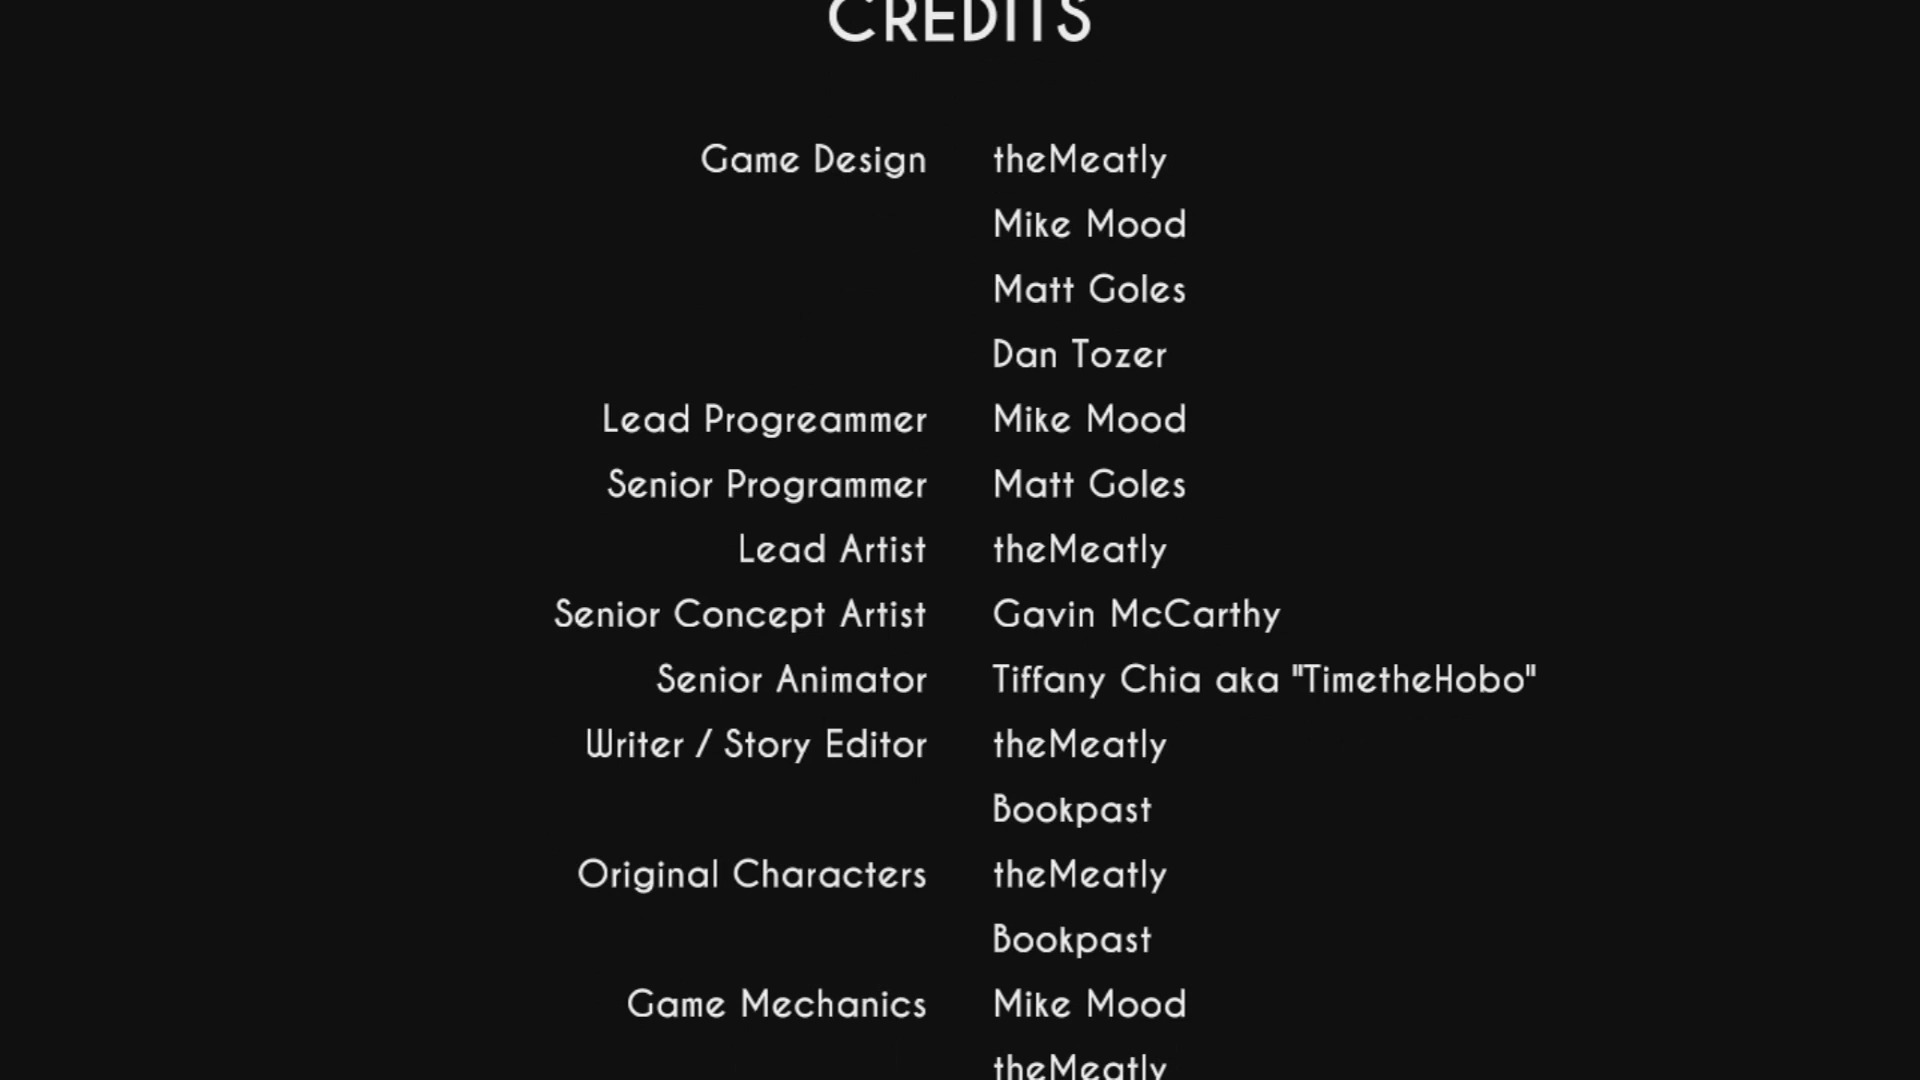 CREDITS
Game Design theMeatly
Mike Mood
Matt Goles
Dan Tozer
Lead Progreammer Mike Mood
Senior Programmer Matt Goles
Lead Artist theMeatly
Senior Concept Artist Gavin McCarthy
Senior Animator Tiffany Chia aka "TimetheHobo"
Writer / Story Editor theMeatly
Bookpast
Original Characters theMeatly
Bookpast
Game Mechanics Mike Mood
theMeatly